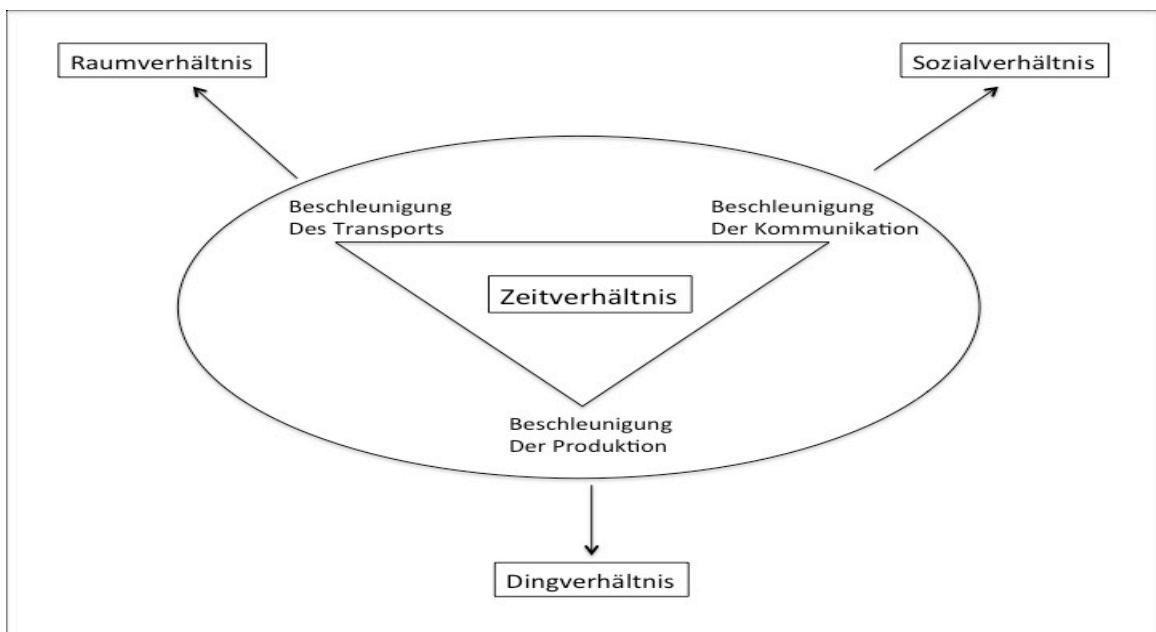 Raumverhältnis
Sozialverhältnis
Beschleunigung
Des Transports
Beschleunigung
Der Kommunikation
Zeitverhältnis
Beschleunigung
Der Produktion
Dingverhältnis